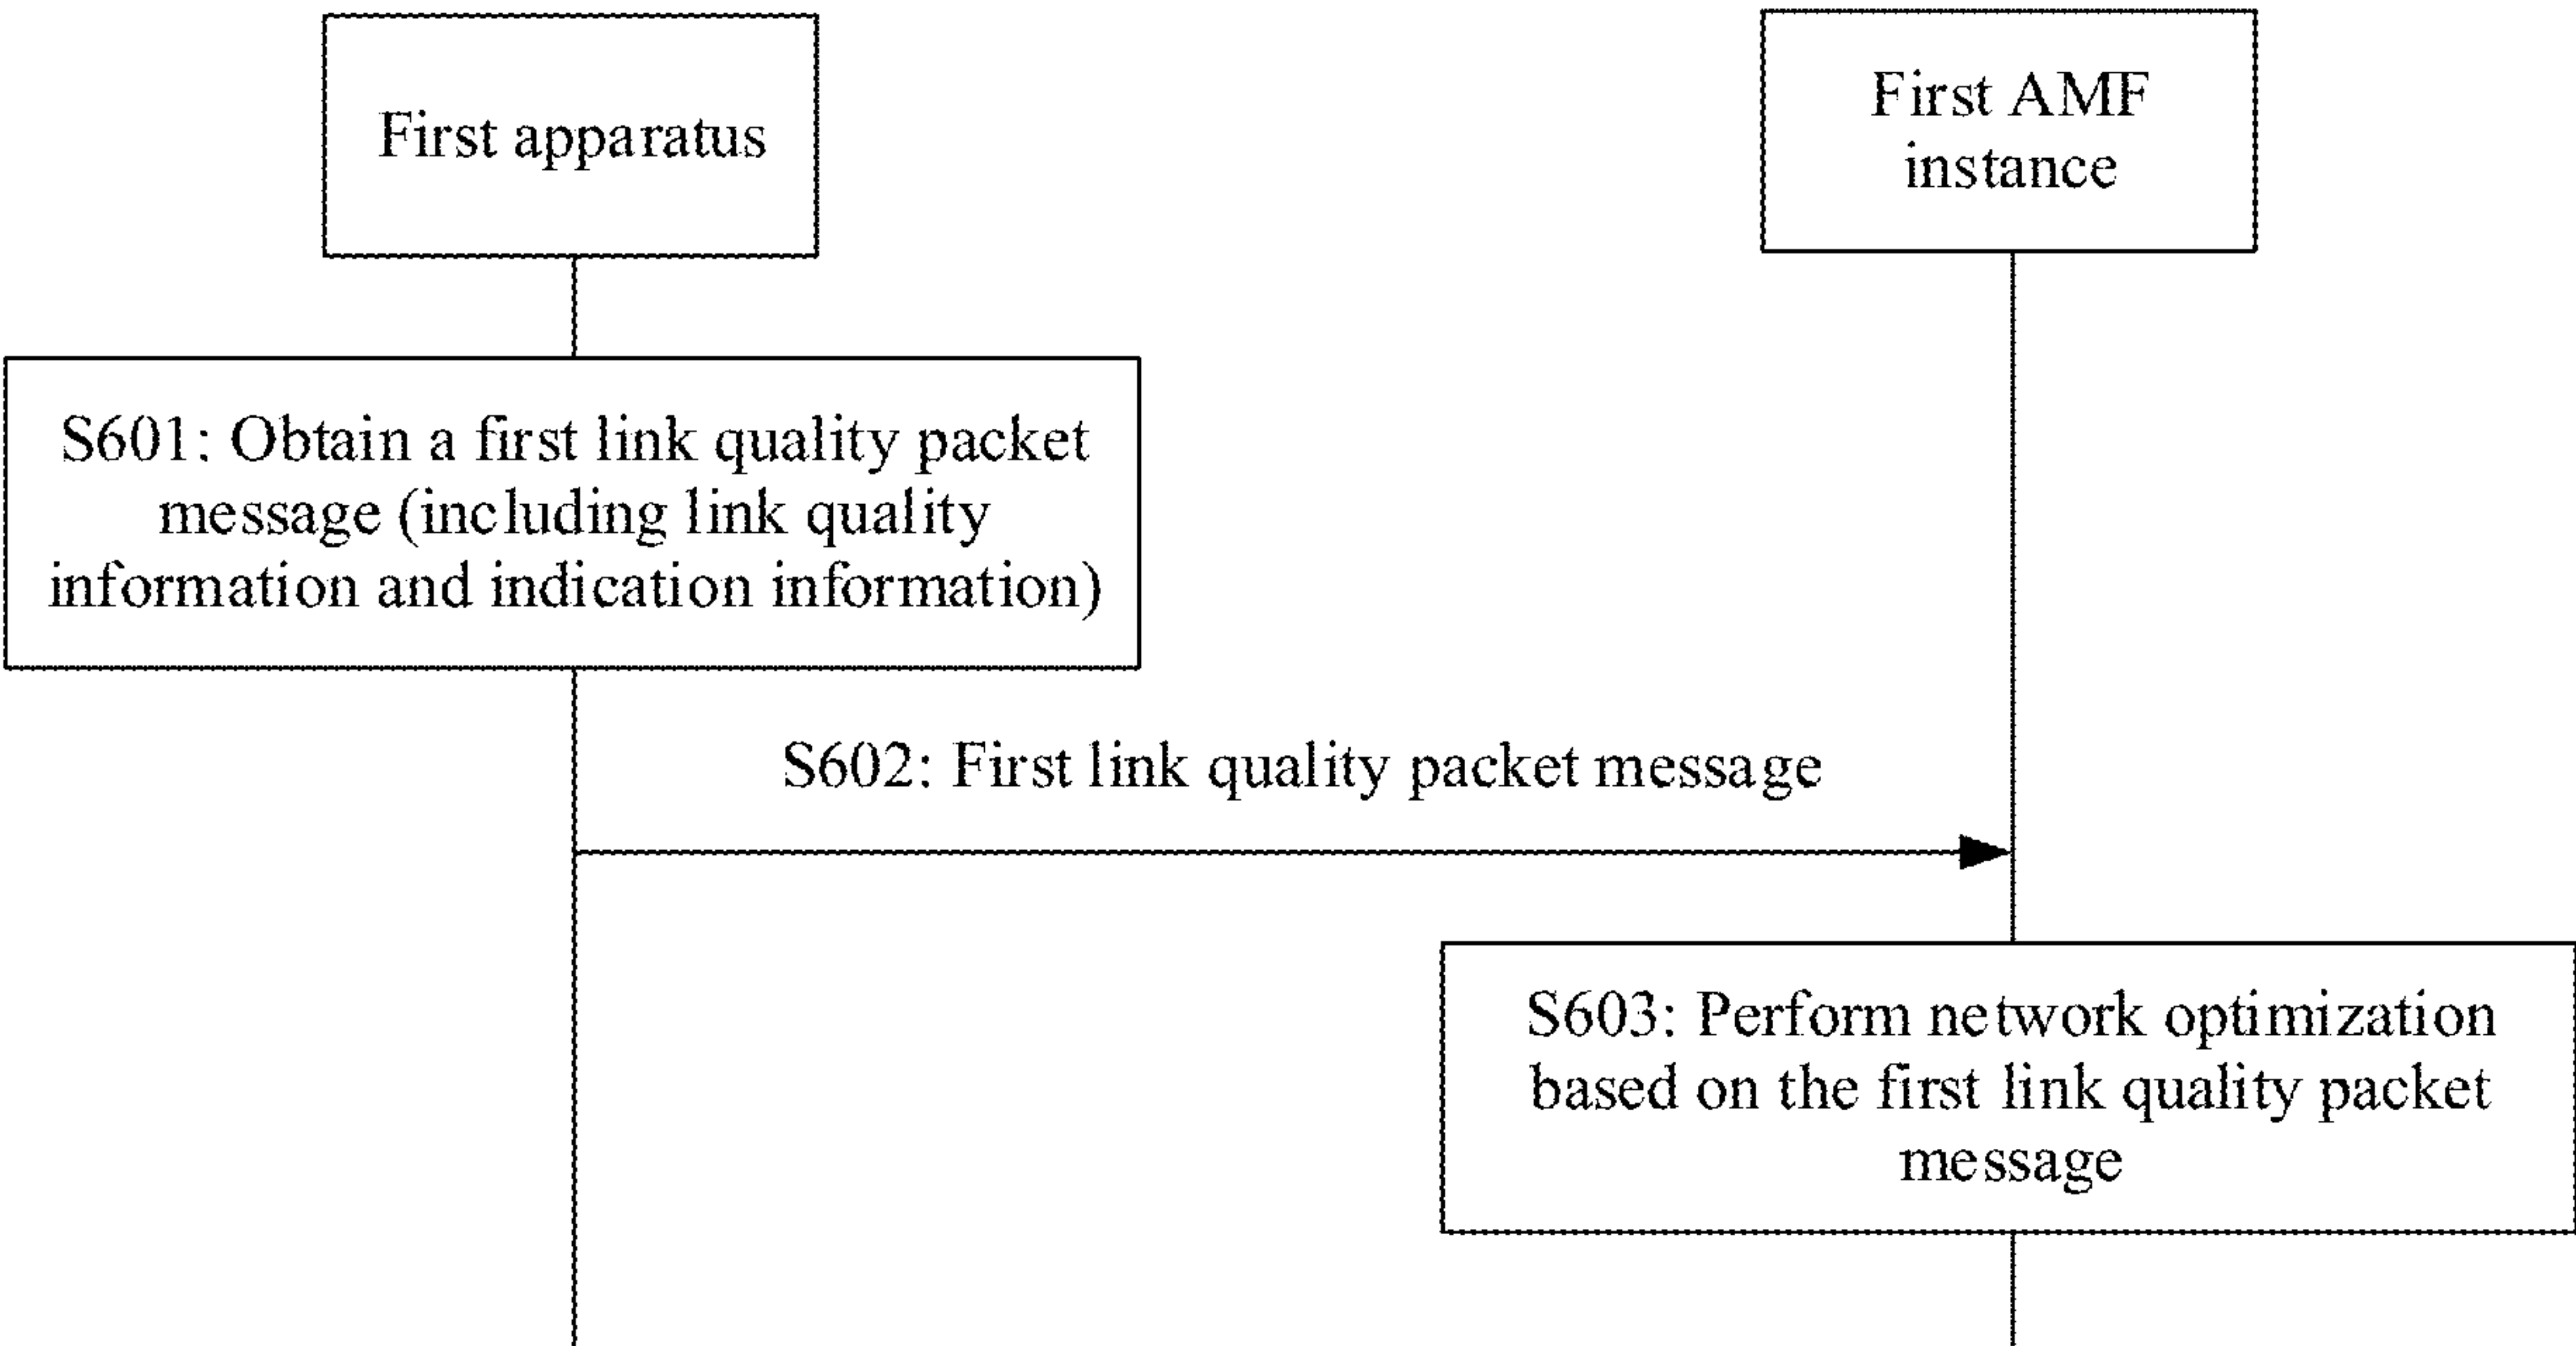 First apparatus
First AMF
instance
S601: Obtain a first link quality packet
message (including link quality
information and indication information)
S602: First link quality packet message
S603: Perform network optimization
based on the first link quality packet
message